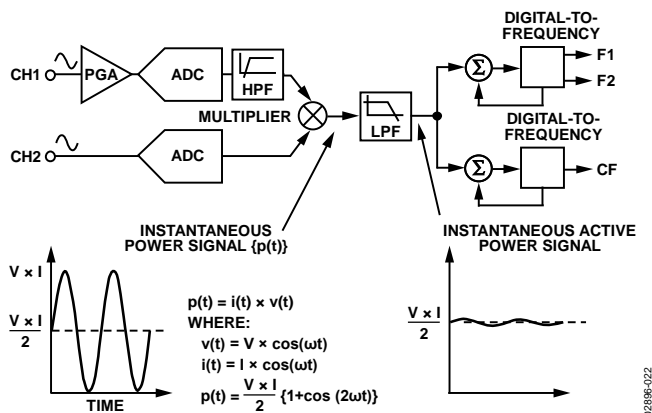 DIGITAL-TO-
FREQUENCY
F1
F2
CH1
PGA
ADC
HPF
MULTIPLIER
LPF
Σ
DIGITAL-TO-
FREQUENCY
CH2
ADC
Σ
CF
INSTANTANEOUS
POWER SIGNAL {p(t)}
INSTANTANEOUS ACTIVE
POWER SIGNAL
V × I
V × I
2
TIME
p(t) = i(t) × v(t)
WHERE:
v(t) = V × cos(ωt)
i(t) = I × cos(ωt)
p(t) = V × I
2
{1+cos (2ωt)}
V × I
2
02896-022